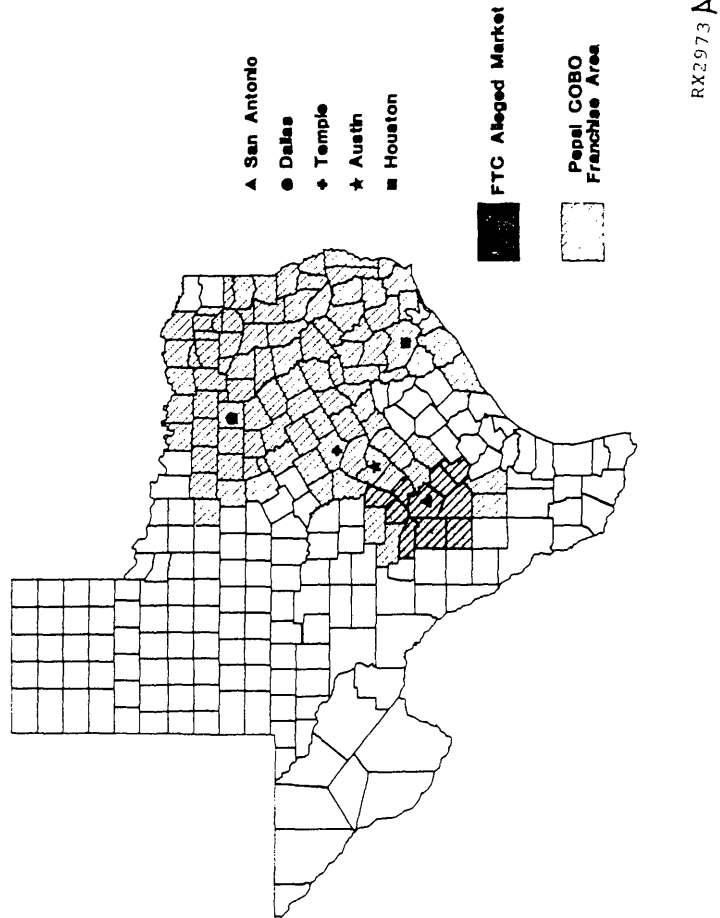 ▲ San Antonio
● Dallas
✚ Temple
★ Austin
■ Houston
FTC Alleged Market
Pepsi COBO
Franchise Area
RX2973 A